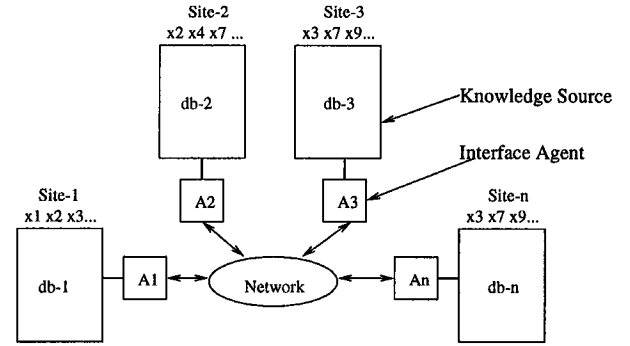 Site-2
x2 x4 x7 ...
Site-3
x3 x7 x9...
db-2
db-3
Knowledge Source
Interface Agent
A2
A3
Site-1
x1 x2 x3...
Site-n
x3 x7 x9...
db-1
A1
Network
An
db-n